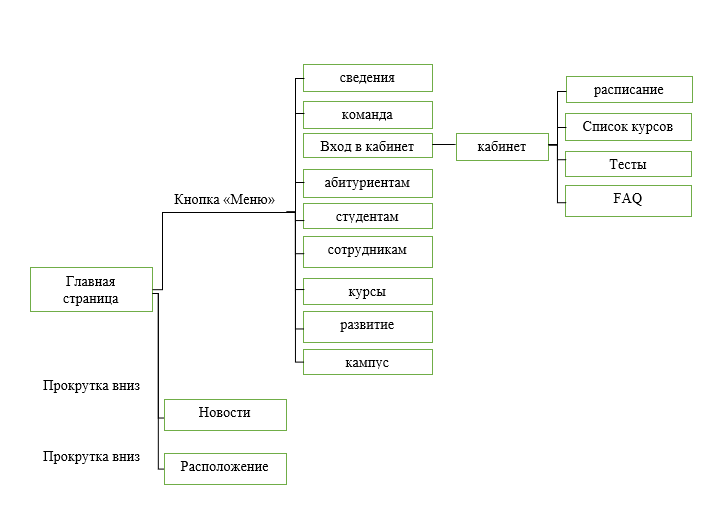 сведения
команда
Вход в кабинет
абитуриентам
студентам
сотрудникам
курсы
развитие
кампус
кабинет
расписание
Список курсов
Тесты
FAQ
Кнопка «Меню»
Главная
страница
Прокрутка вниз
Новости
Прокрутка вниз
Расположение